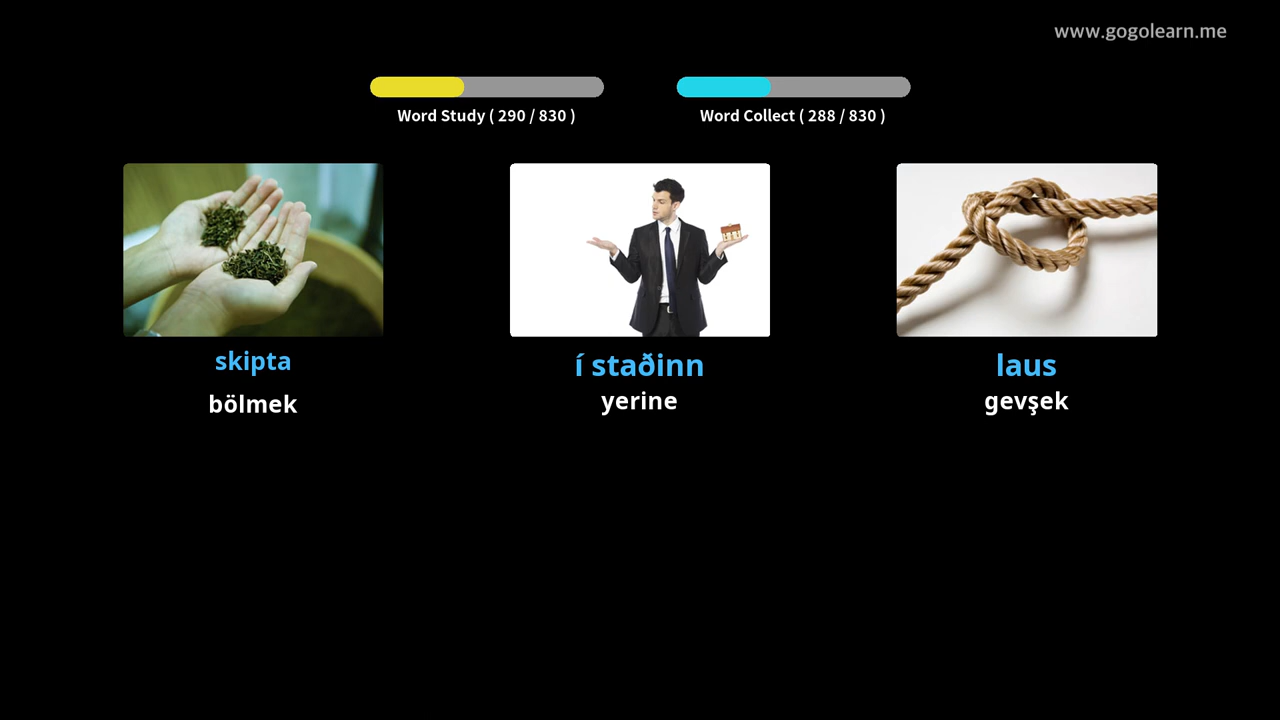 www.gogolearn.me
Word Study ( 290 / 830 )
Word Collect ( 288 / 830 )
skipta
bölmek
í staðinn
yerine
laus
gevşek